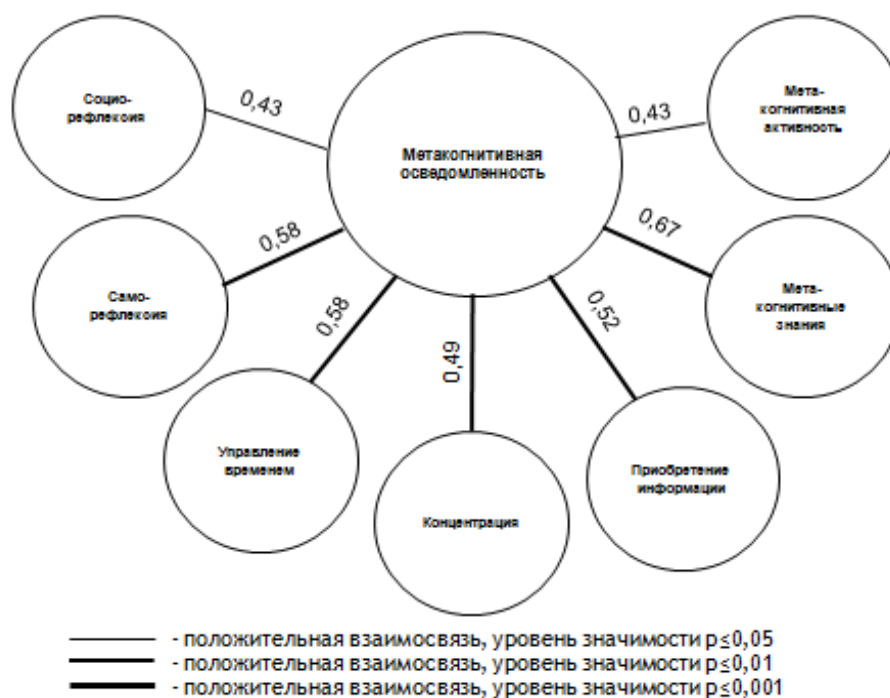 Социо-
рефлексия
0,43
Метакогнитивная
осведомленность
0,43
Мета-
когнитивная
активность
Само-
рефлексия
0,58
0,67
Мета-
когнитивные
знания
Управление
временем
0,58
0,49
Концентрация
0,52
Приобретение
информации
- положительная взаимосвязь, уровень значимости p≤0,05
- положительная взаимосвязь, уровень значимости p≤0,01
- положительная взаимосвязь, уровень значимости p≤0,001